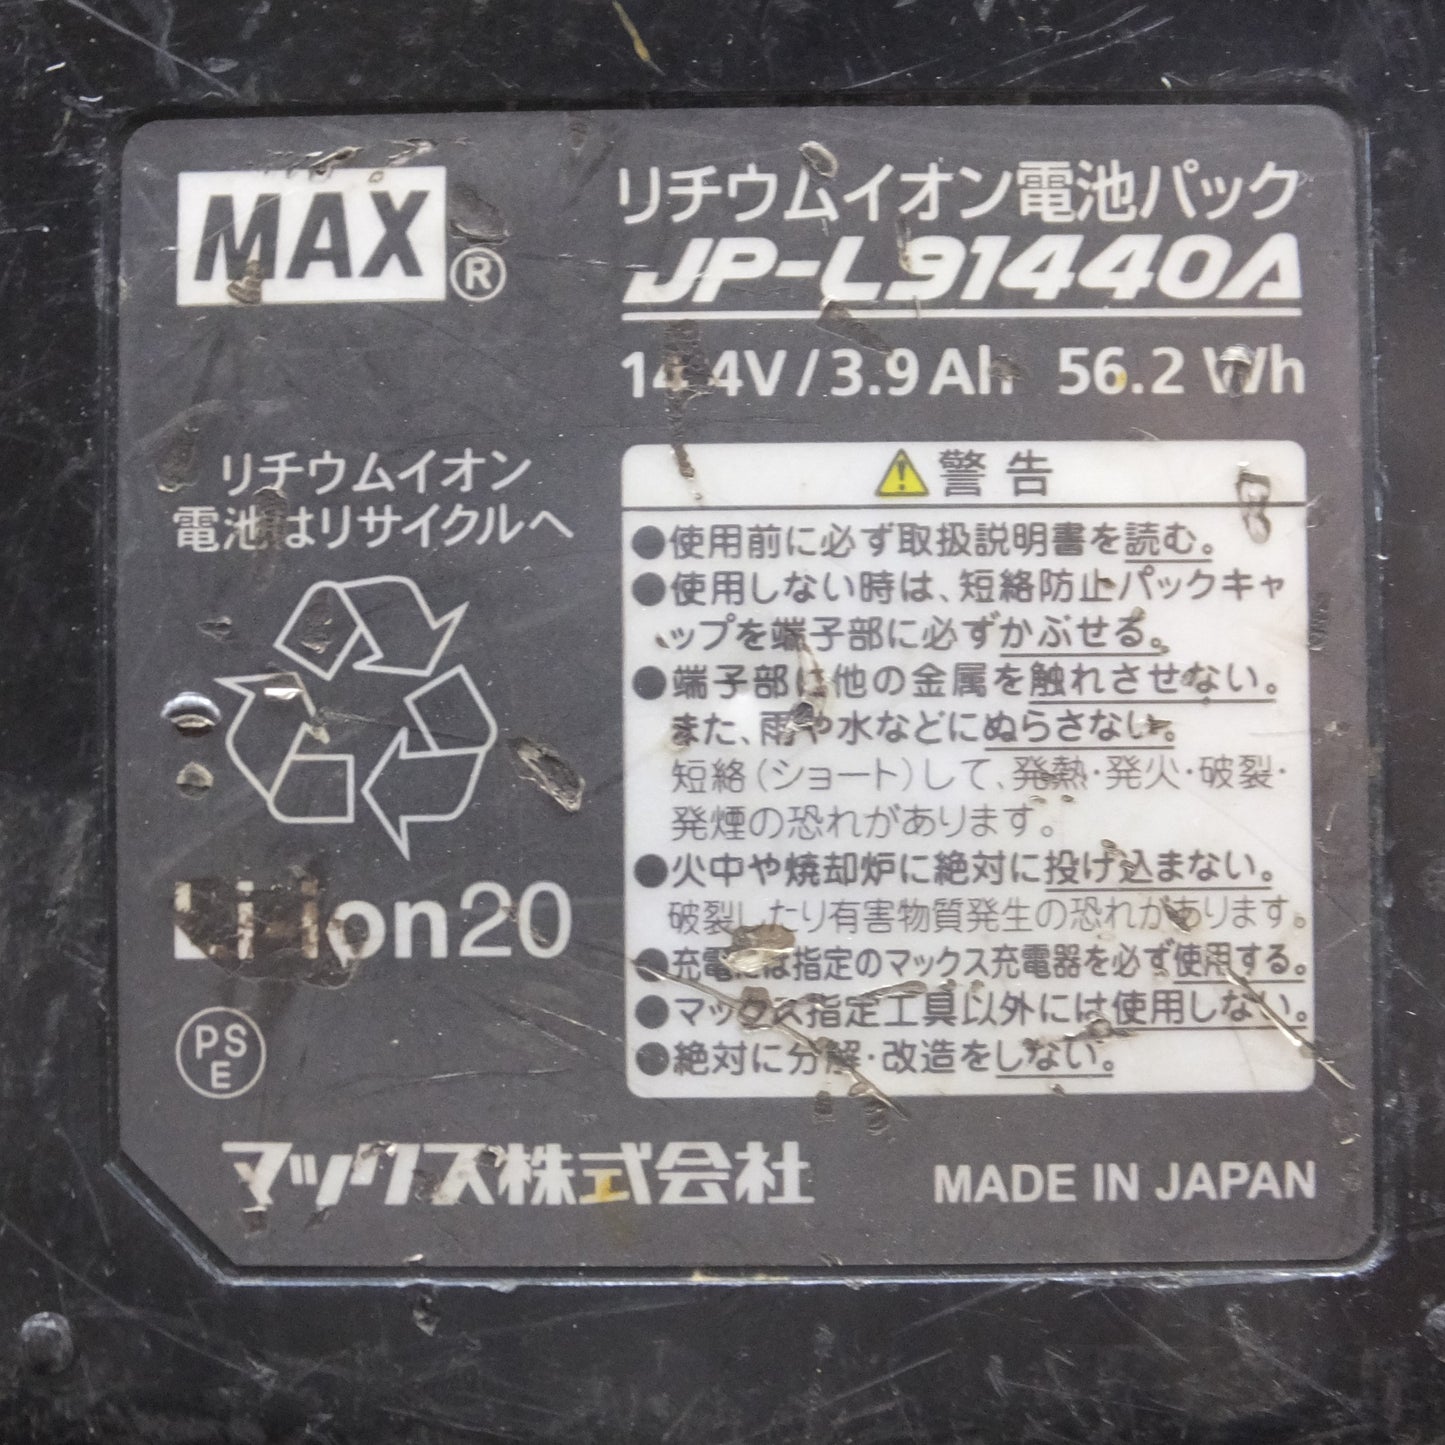 MAX®
リチウムイオン電池パック
JP-L91440A
14.4V/3.9Ah 56.2 Wh
リチウムイオン
電池はリサイクルへ
Li-ion20
PS
E
⚠警告
●使用前に必ず取扱説明書を読む。
●使用しない時は、短絡防止パックキャ
ップを端子部に必ずかぶせる。
●端子部に他の金属を触れさせない。
また、雨や水などにぬらさない。
短絡(ショート)して、発熱・発火・破裂・
発煙の恐れがあります。
●火中や焼却炉に絶対に投げ込まない。
破裂したり有害物質発生の恐れがあります。
●充電には指定のマックス充電器を必ず使用する。
●マックス指定工具以外には使用しない。
●絶対に分解・改造をしない。
マックス株式会社
MADE IN JAPAN